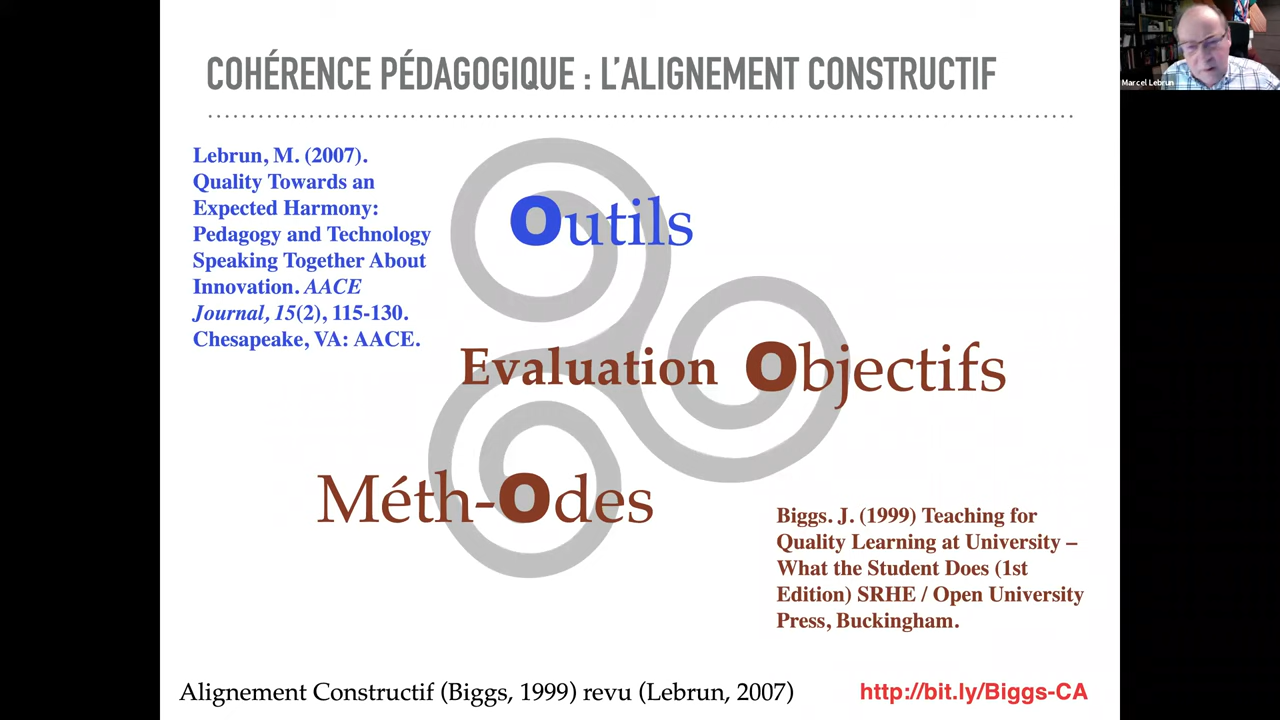 COHÉRENCE PÉDAGOGIQUE : L'ALIGNEMENT CONSTRUCTIF
Marcel Lebrun
Lebrun, M. (2007).
Quality Towards an
Expected Harmony:
Pedagogy and Technology
Speaking Together About
Innovation. AACE
Journal, 15(2), 115-130.
Chesapeake, VA: AACE.
Outils
Evaluation Objectifs
Méth-Odes
Biggs. J. (1999) Teaching for
Quality Learning at University –
What the Student Does (1st
Edition) SRHE / Open University
Press, Buckingham.
Alignement Constructif (Biggs, 1999) revu (Lebrun, 2007)
http://bit.ly/Biggs-CA